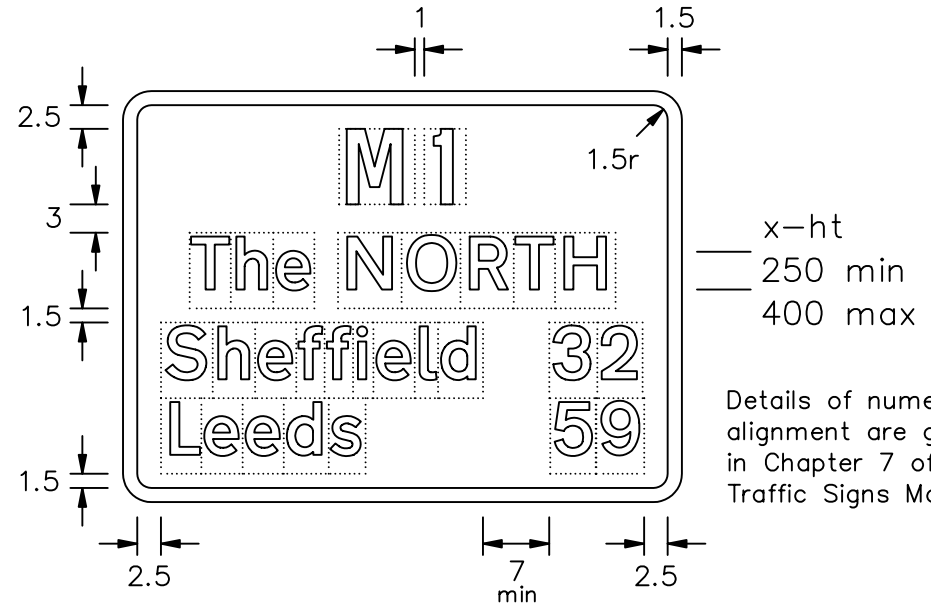 1
1.5
2.5
M 1
1.5r
3
The NORTH
x-ht
250 min
400 max
1.5
Sheffield 32
Leeds 59
Details of nume
alignment are g
in Chapter 7 of
Traffic Signs Ma
1.5
2.5
7
min
2.5